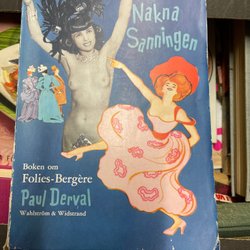 Nakna
Sanningen
Boken om
Folies-Bergère
Paul Derval
Wahlström & Widstrand